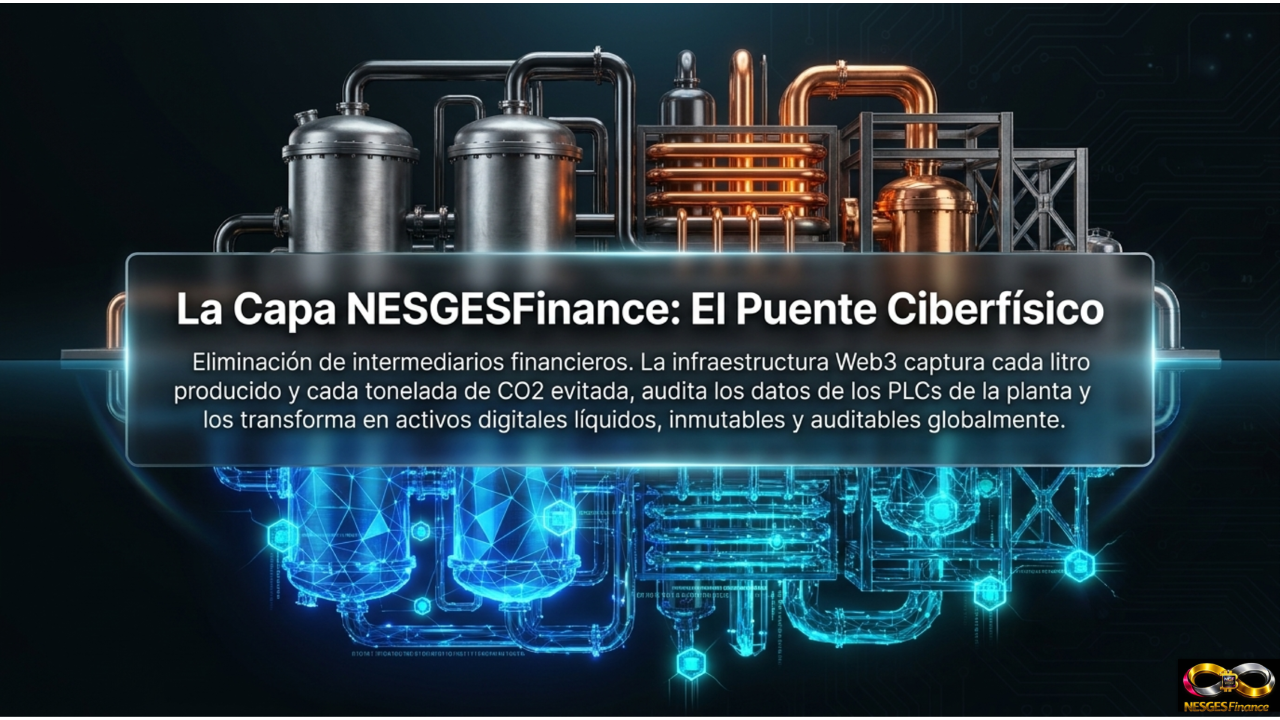 La Capa NESGESFinance: El Puente Ciberfísico
Eliminación de intermediarios financieros. La infraestructura Web3 captura cada litro
producido y cada tonelada de CO2 evitada, audita los datos de los PLCs de la planta y
los transforma en activos digitales líquidos, inmutables y auditables globalmente.
NESGESFinance